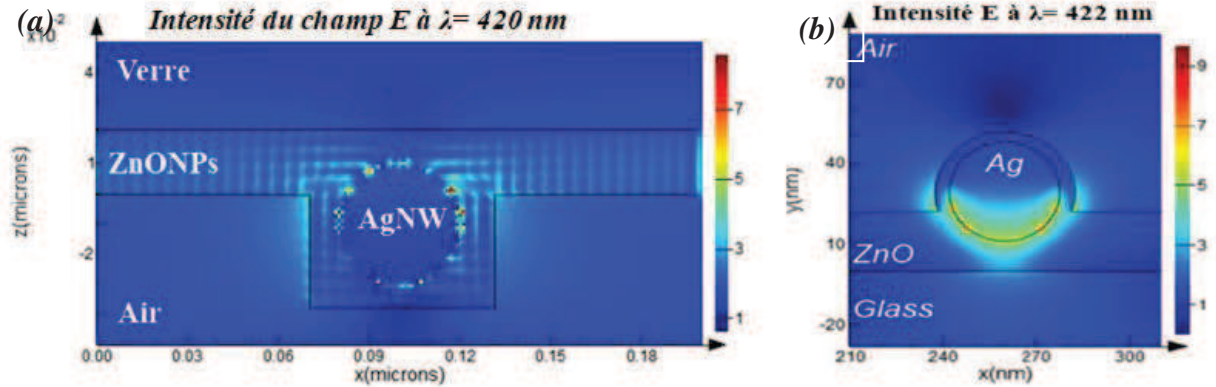 (a)
Intensité du champ E à λ= 420 nm
x10⁻²
Verre
ZnONPs
AgNW
Air
4
1
-2
z(microns)
0.00 0.03 0.06 0.09 0.12 0.15 0.18
x(microns)
7
5
3
1
(b)
Intensité E à λ= 422 nm
Air
Ag
ZnO
Glass
70
40
10
-20
y(nm)
210 240 270 300
x(nm)
9
7
5
3
1